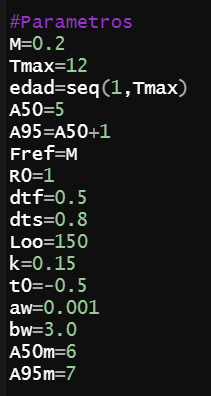 #Parametros
M=0.2
Tmax=12
edad=seq(1,Tmax)
A50=5
A95=A50+1
Fref=M
R0=1
dtf=0.5
dts=0.8
Loo=150
k=0.15
t0=-0.5
aw=0.001
bw=3.0
A50m=6
A95m=7